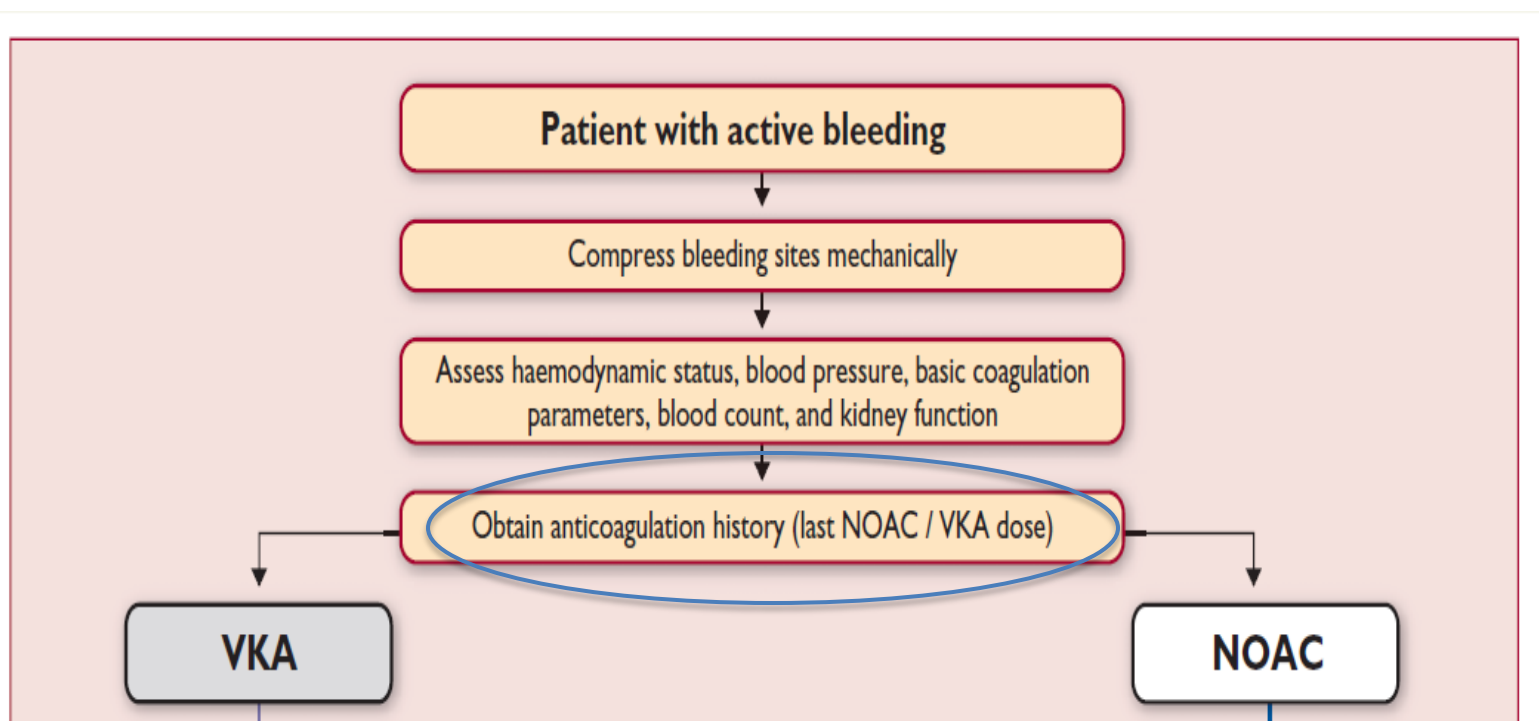 Patient with active bleeding
Compress bleeding sites mechanically
Assess haemodynamic status, blood pressure, basic coagulation
parameters, blood count, and kidney function
Obtain anticoagulation history (last NOAC / VKA dose)
VKA
NOAC